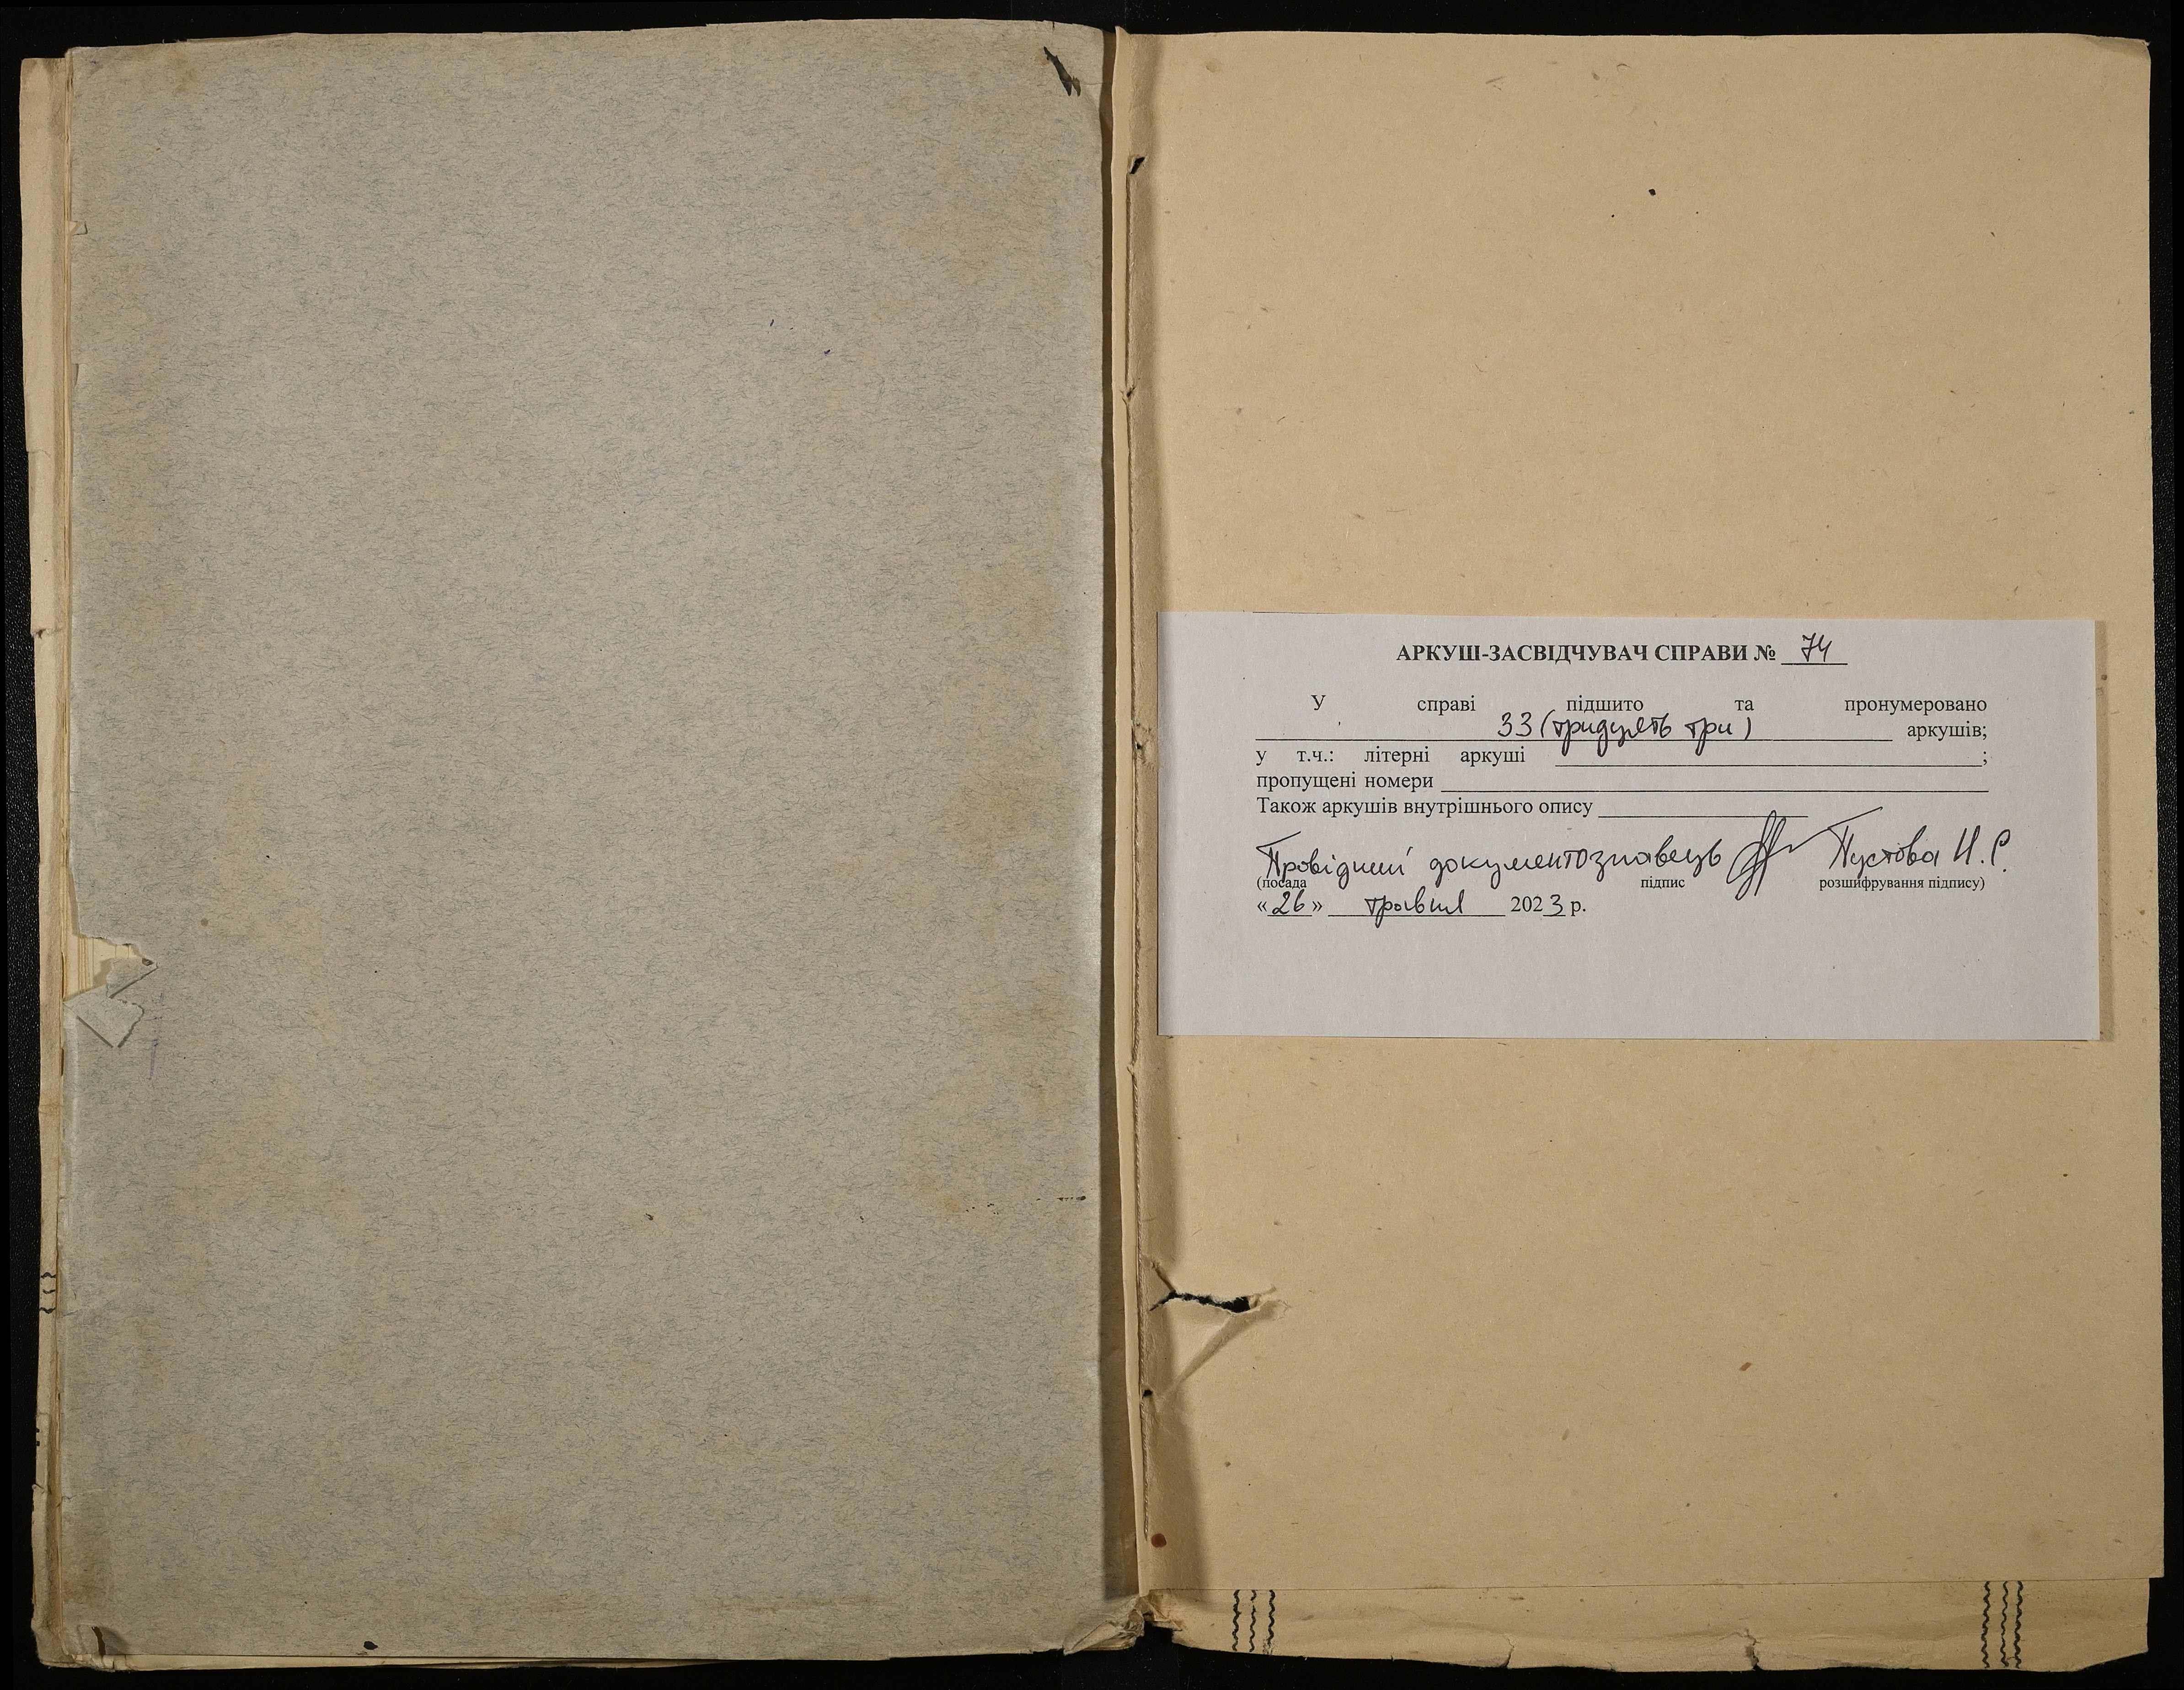 АРКУШ-ЗАСВІДЧУВАЧ СПРАВИ № 74
У справі підшито та пронумеровано
33 (тридцять три) аркушів;
у т.ч.: літерні аркуші ;
пропущені номери
Також аркушів внутрішнього опису
Провідний документознавець Пустова Н.С.
(посада підпис розшифрування підпису)
«26» травня 2023 р.